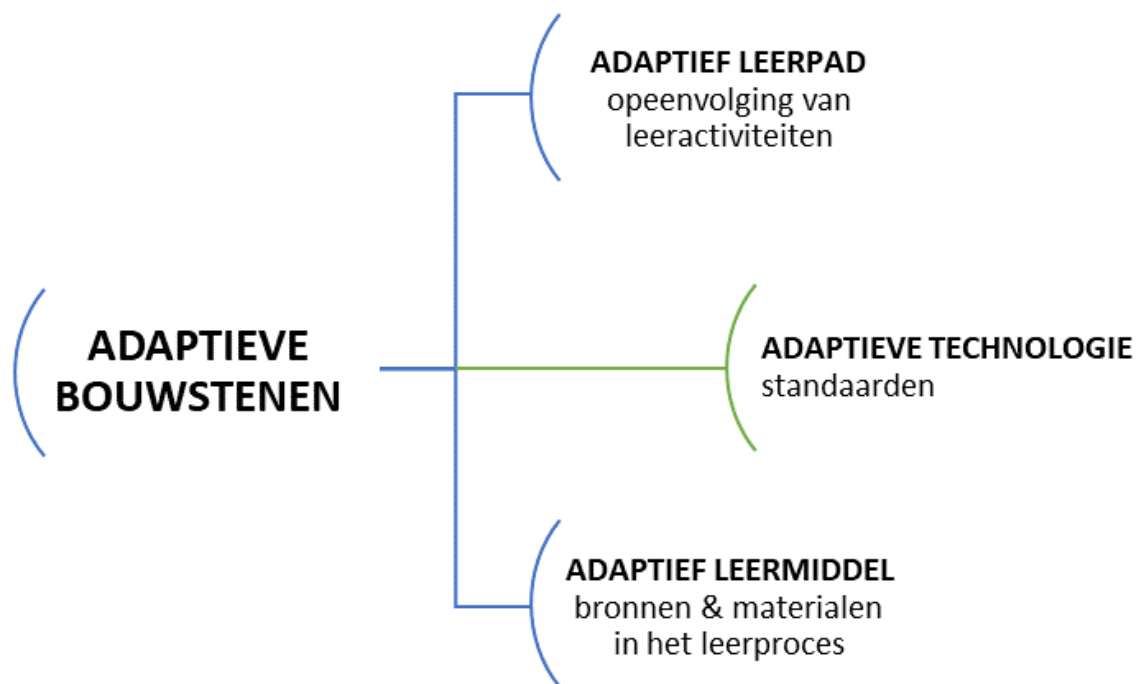 ADAPTIEF LEERPAD
opeenvolging van
leeractiviteiten
ADAPTIEVE
BOUWSTENEN
ADAPTIEVE TECHNOLOGIE
standaarden
ADAPTIEF LEERMIDDEL
bronnen & materialen
in het leerproces